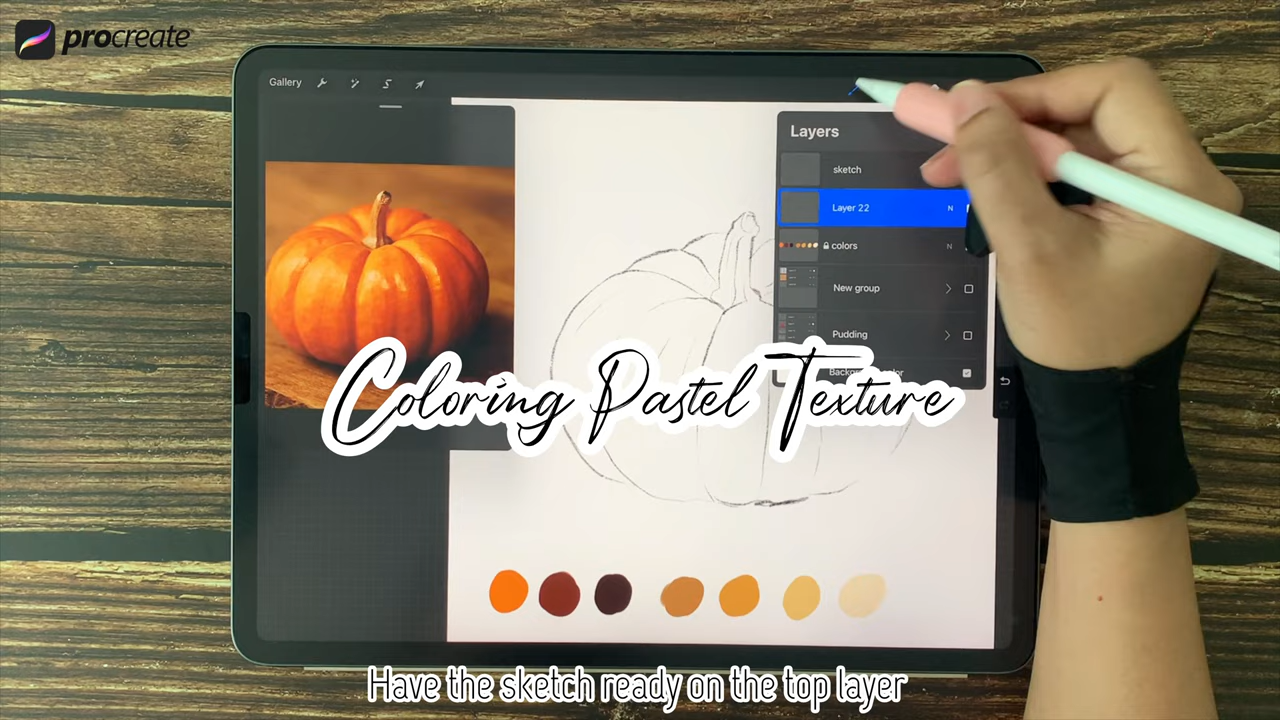 procreate
Gallery
Layers
sketch
Layer 22 N
colors N
New group
Pudding
Coloring Pastel Texture
Have the sketch ready on the top layer